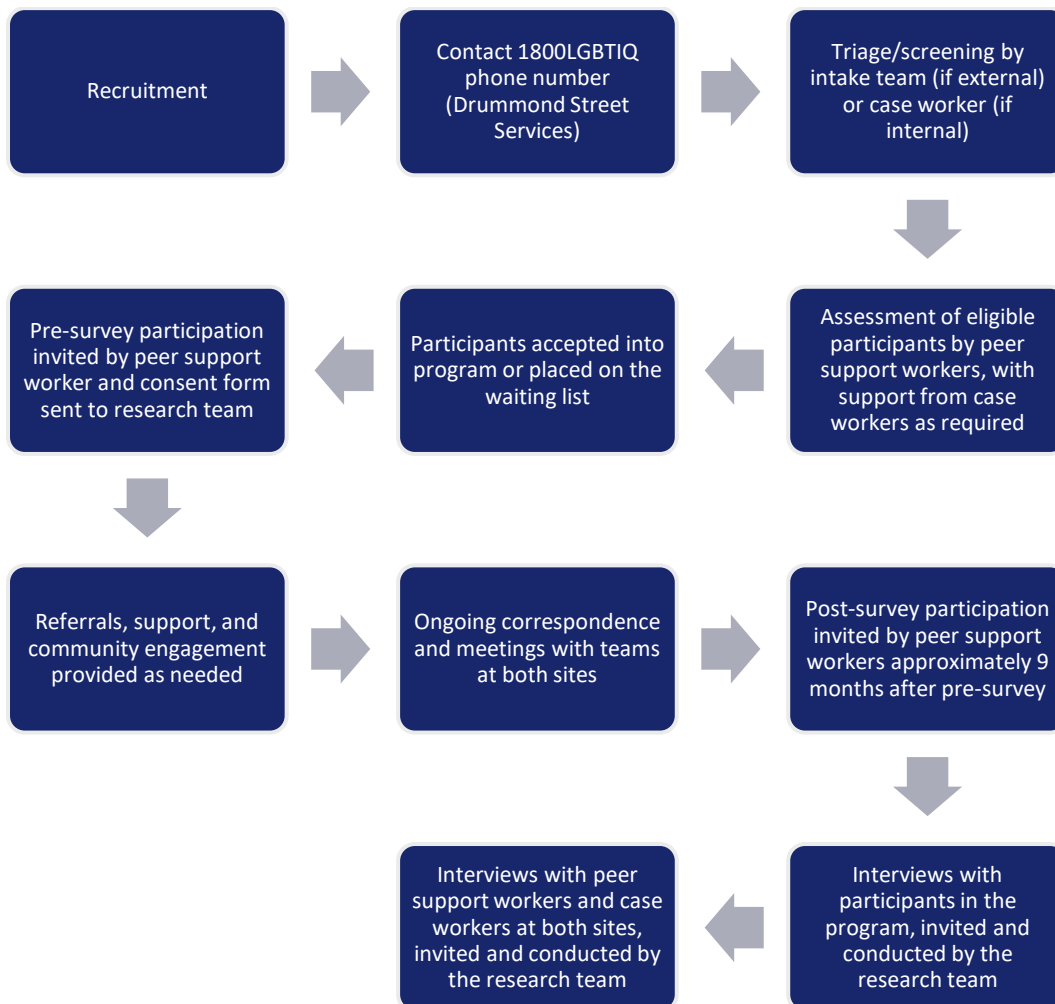 Recruitment
Contact 1800LGBTIQ
phone number
(Drummond Street
Services)
Triage/screening by
intake team (if external)
or case worker (if
internal)
Assessment of eligible
participants by peer
support workers, with
support from case
workers as required
Participants accepted into
program or placed on the
waiting list
Pre-survey participation
invited by peer support
worker and consent form
sent to research team
Referrals, support, and
community engagement
provided as needed
Ongoing correspondence
and meetings with teams
at both sites
Post-survey participation
invited by peer support
workers approximately 9
months after pre-survey
Interviews with
participants in the
program, invited and
conducted by the
research team
Interviews with peer
support workers and case
workers at both sites,
invited and conducted by
the research team